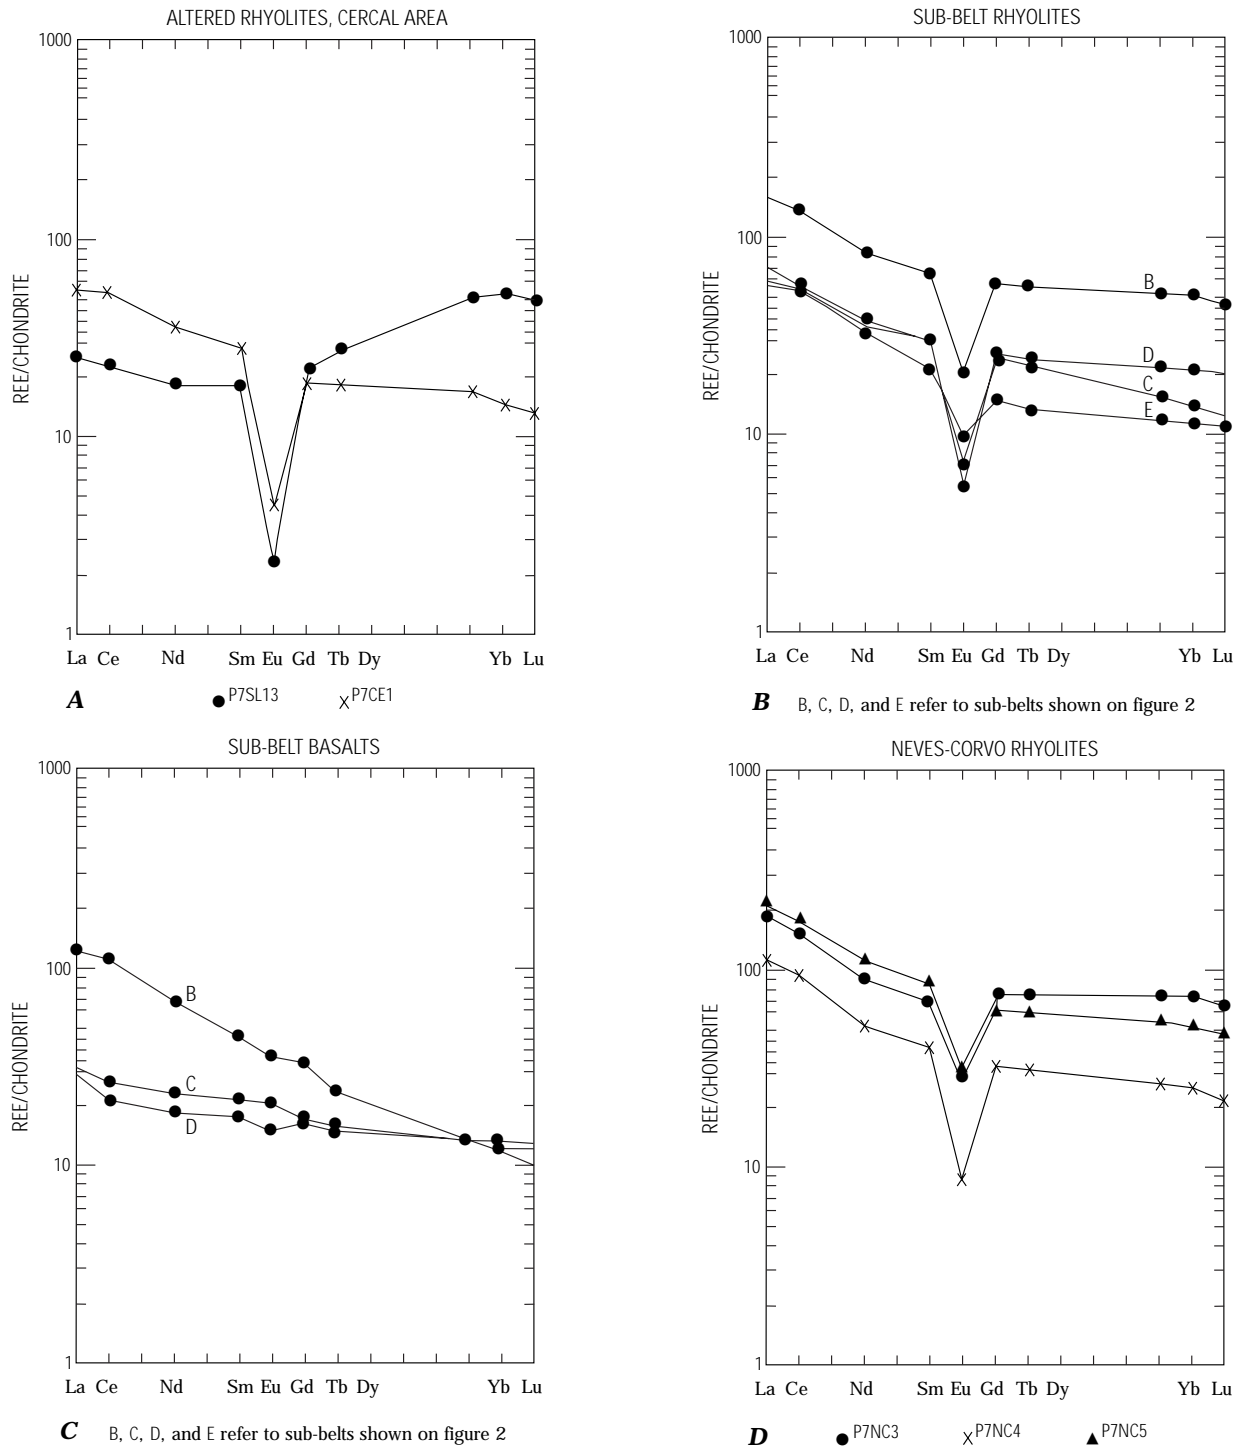 ALTERED RHYOLITES, CERCAL AREA
1000
100
10
1
REE/CHONDRITE
La Ce Nd Sm Eu Gd Tb Dy Yb Lu
A P7SL13 P7CE1
SUB-BELT RHYOLITES
1000
100
10
1
REE/CHONDRITE
B
D
C
E
La Ce Nd Sm Eu Gd Tb Dy Yb Lu
B B, C, D, and E refer to sub-belts shown on figure 2
SUB-BELT BASALTS
1000
100
10
1
REE/CHONDRITE
B
C
D
La Ce Nd Sm Eu Gd Tb Dy Yb Lu
C B, C, D, and E refer to sub-belts shown on figure 2
NEVES-CORVO RHYOLITES
1000
100
10
1
REE/CHONDRITE
La Ce Nd Sm Eu Gd Tb Dy Yb Lu
D P7NC3 P7NC4 P7NC5